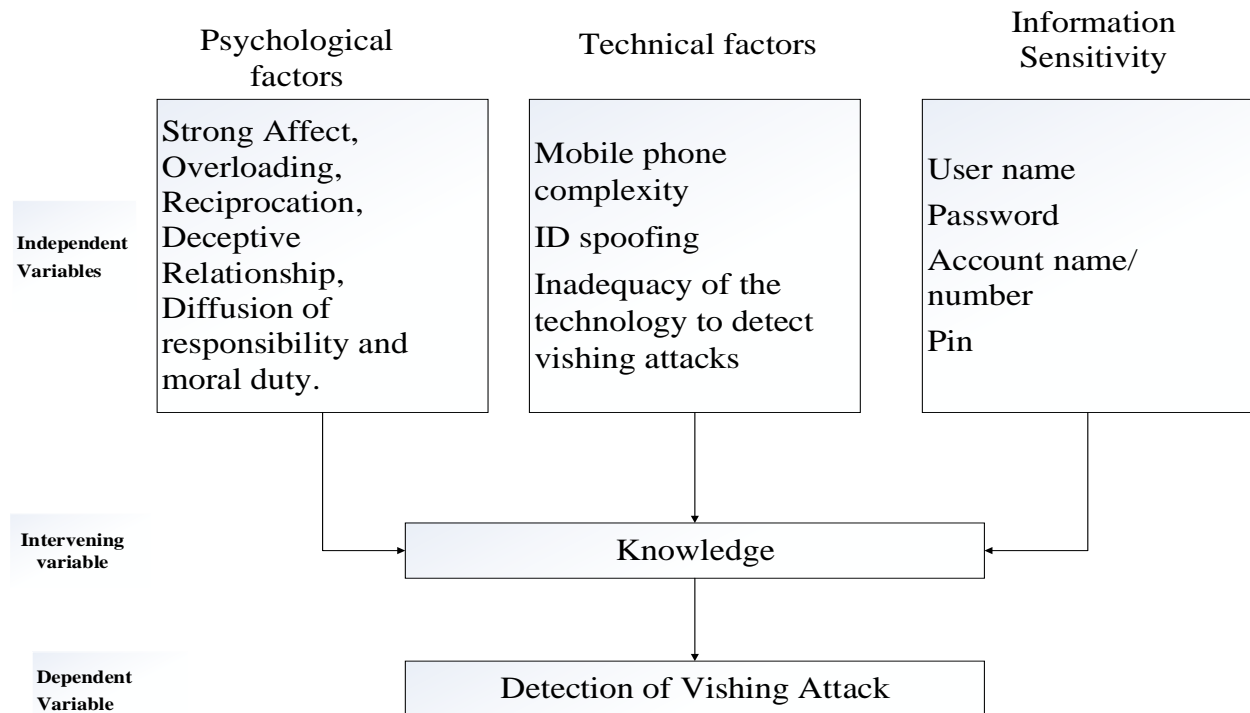 Psychological
factors
Technical factors
Information
Sensitivity
Independent
Variables
Strong Affect,
Overloading,
Reciprocation,
Deceptive
Relationship,
Diffusion of
responsibility and
moral duty.
Mobile phone
complexity
ID spoofing
Inadequacy of the
technology to detect
vishing attacks
User name
Password
Account name/
number
Pin
Intervening
variable
Knowledge
Dependent
Variable
Detection of Vishing Attack